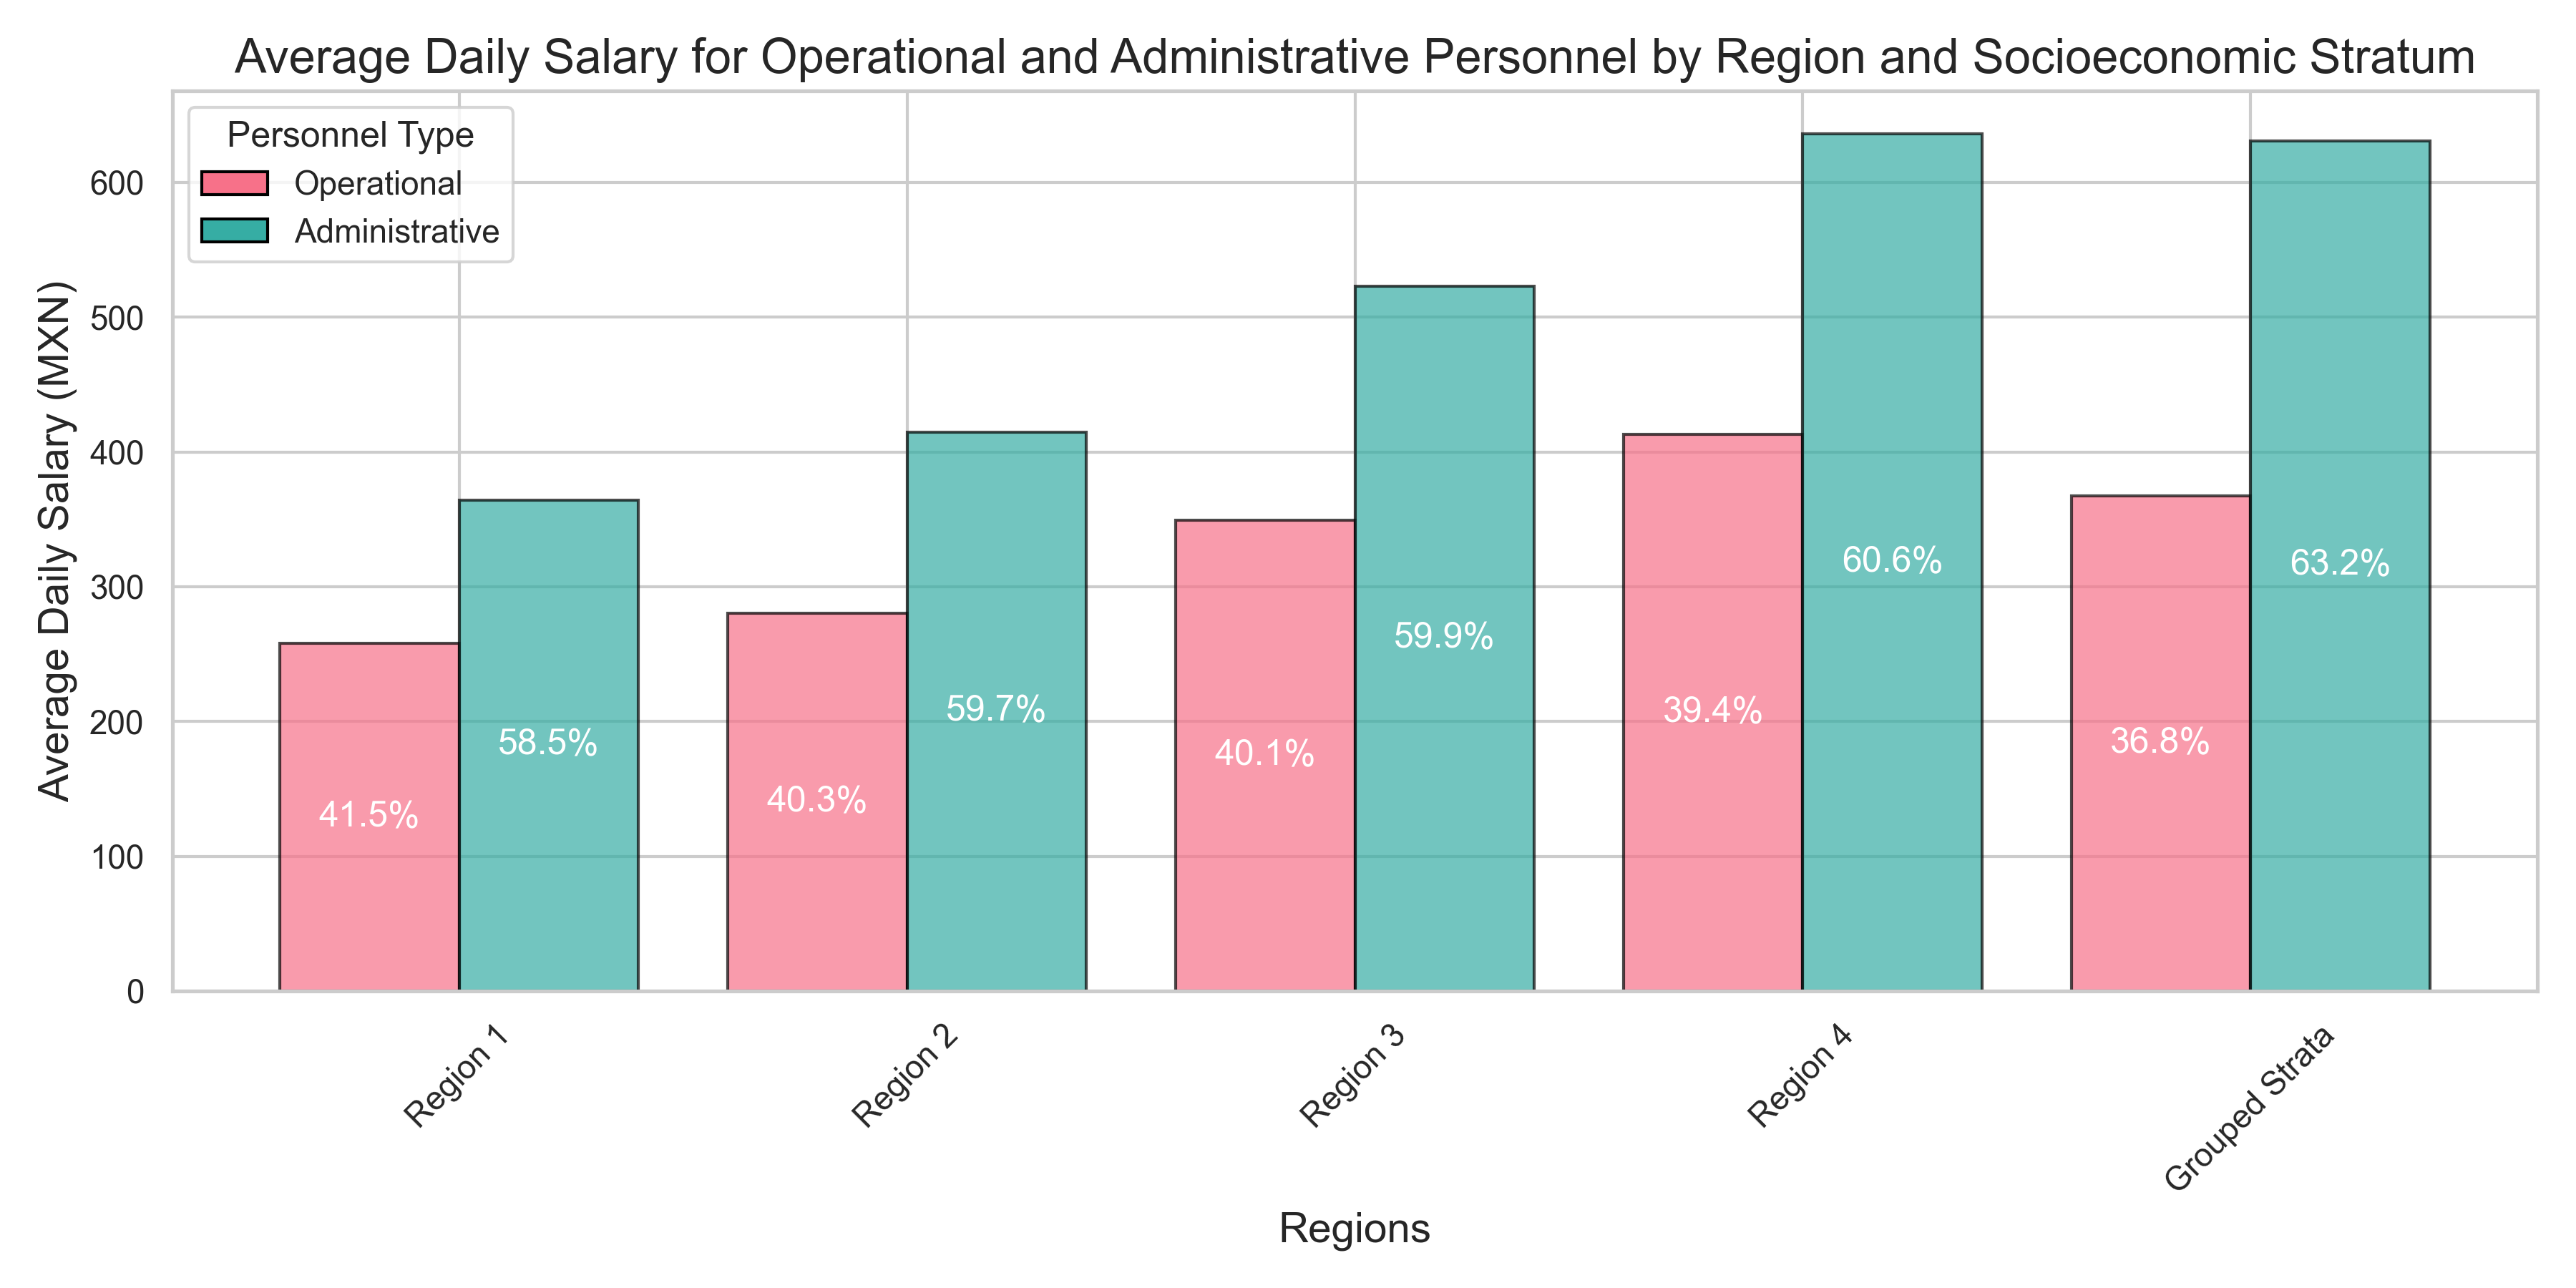 Average Daily Salary for Operational and Administrative Personnel by Region and Socioeconomic Stratum
Personnel Type
Operational
Administrative
Average Daily Salary (MXN)
600
500
400
300
200
100
0
41.5%
58.5%
40.3%
59.7%
40.1%
59.9%
39.4%
60.6%
36.8%
63.2%
Region 1
Region 2
Region 3
Region 4
Grouped Strata
Regions